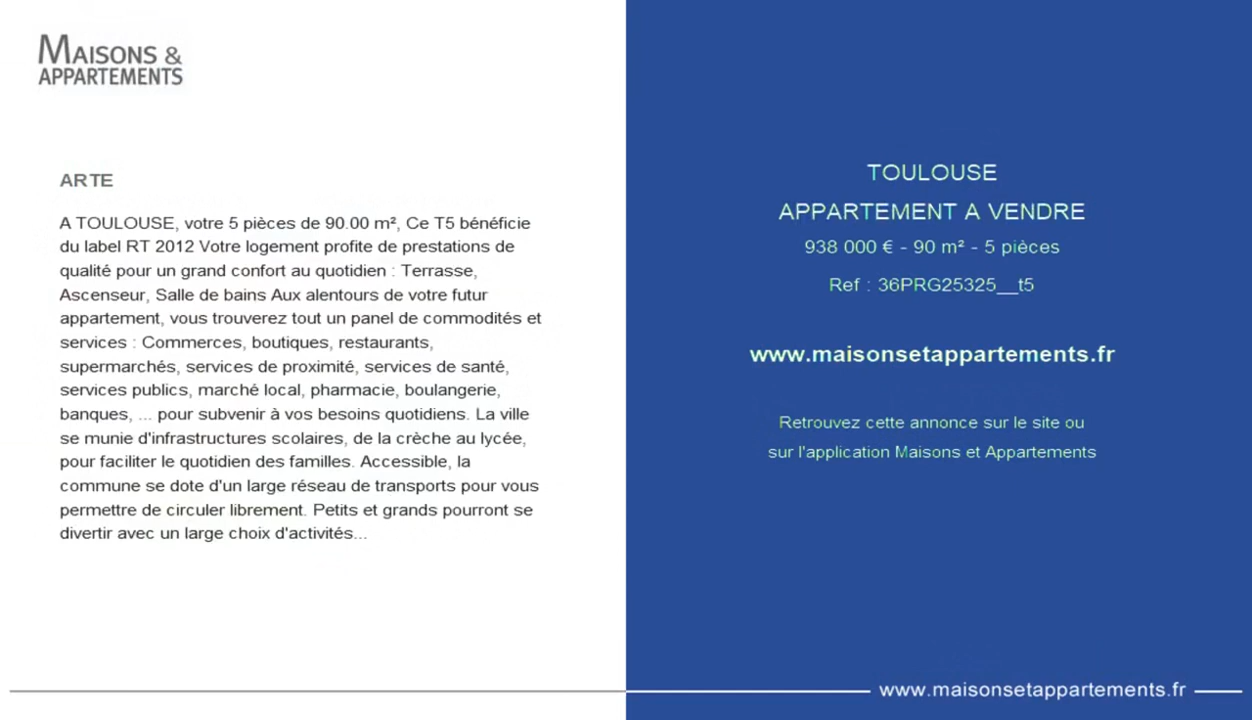 MAISONS &
APPARTEMENTS
ARTE
A TOULOUSE, votre 5 pièces de 90.00 m², Ce T5 bénéficie
du label RT 2012 Votre logement profite de prestations de
qualité pour un grand confort au quotidien : Terrasse,
Ascenseur, Salle de bains Aux alentours de votre futur
appartement, vous trouverez tout un panel de commodités et
services : Commerces, boutiques, restaurants,
supermarchés, services de proximité, services de santé,
services publics, marché local, pharmacie, boulangerie,
banques, ... pour subvenir à vos besoins quotidiens. La ville
se munie d'infrastructures scolaires, de la crèche au lycée,
pour faciliter le quotidien des familles. Accessible, la
commune se dote d'un large réseau de transports pour vous
permettre de circuler librement. Petits et grands pourront se
divertir avec un large choix d'activités...
TOULOUSE
APPARTEMENT A VENDRE
938 000 € - 90 m² - 5 pièces
Ref : 36PRG25325__t5
www.maisonsetappartements.fr
Retrouvez cette annonce sur le site ou
sur l'application Maisons et Appartements
www.maisonsetappartements.fr